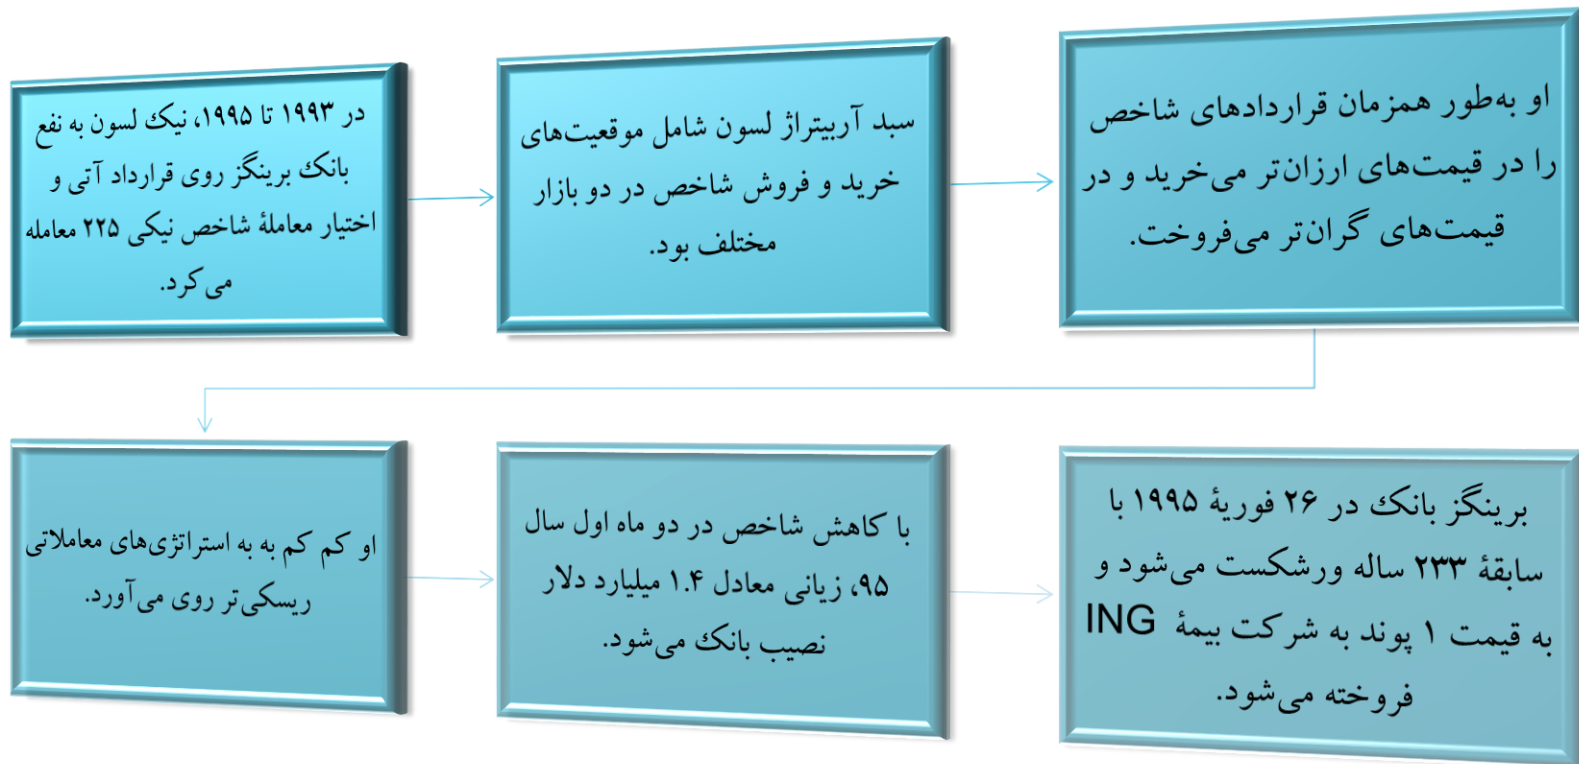 در ۱۹۹۳ تا ۱۹۹۵، نیک لسون به نفع
بانک برینگز روی قرارداد آتی و
اختیار معاملهٔ شاخص نیکی ۲۲۵ معامله
می‌کرد.
سبد آربیتراژ لسون شامل موقعیت‌های
خرید و فروش شاخص در دو بازار
مختلف بود.
او به‌طور همزمان قراردادهای شاخص
را در قیمت‌های ارزان‌تر می‌خرید و در
قیمت‌های گران‌تر می‌فروخت.
او کم کم به به استراتژی‌های معاملاتی
ریسکی‌تر روی می‌آورد.
با کاهش شاخص در دو ماه اول سال
۹۵، زیانی معادل ۱.۴ میلیارد دلار
نصیب بانک می‌شود.
برینگز بانک در ۲۶ فوریهٔ ۱۹۹۵ با
سابقهٔ ۲۳۳ ساله ورشکست می‌شود و
به قیمت ۱ پوند به شرکت بیمهٔ ING
فروخته می‌شود.